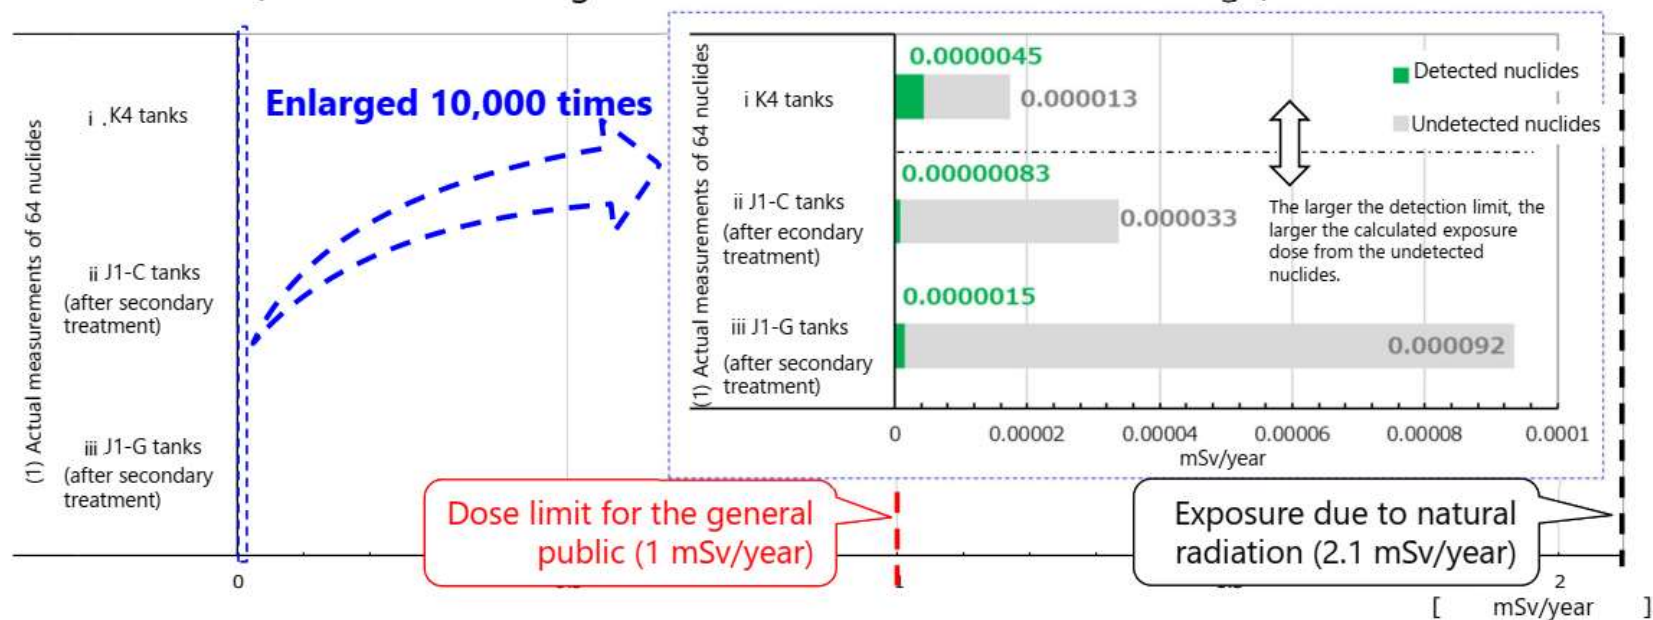 (1) Actual measurements of 64 nuclides
i .K4 tanks
ii J1-C tanks
(after secondary
treatment)
iii J1-G tanks
(after secondary
treatment)
Enlarged 10,000 times
(1) Actual measurements of 64 nuclides
i K4 tanks
0.0000045
0.000013
ii J1-C tanks
(after econdary
treatment)
0.00000083
0.000033
iii J1-G tanks
(after secondary
treatment)
0.0000015
0.000092
Detected nuclides
Undetected nuclides
The larger the detection limit, the
larger the calculated exposure
dose from the undetected
nuclides.
0 0.00002 0.00004 0.00006 0.00008 0.0001
mSv/year
Dose limit for the general
public (1 mSv/year)
Exposure due to natural
radiation (2.1 mSv/year)
0 1 2
[ mSv/year ]